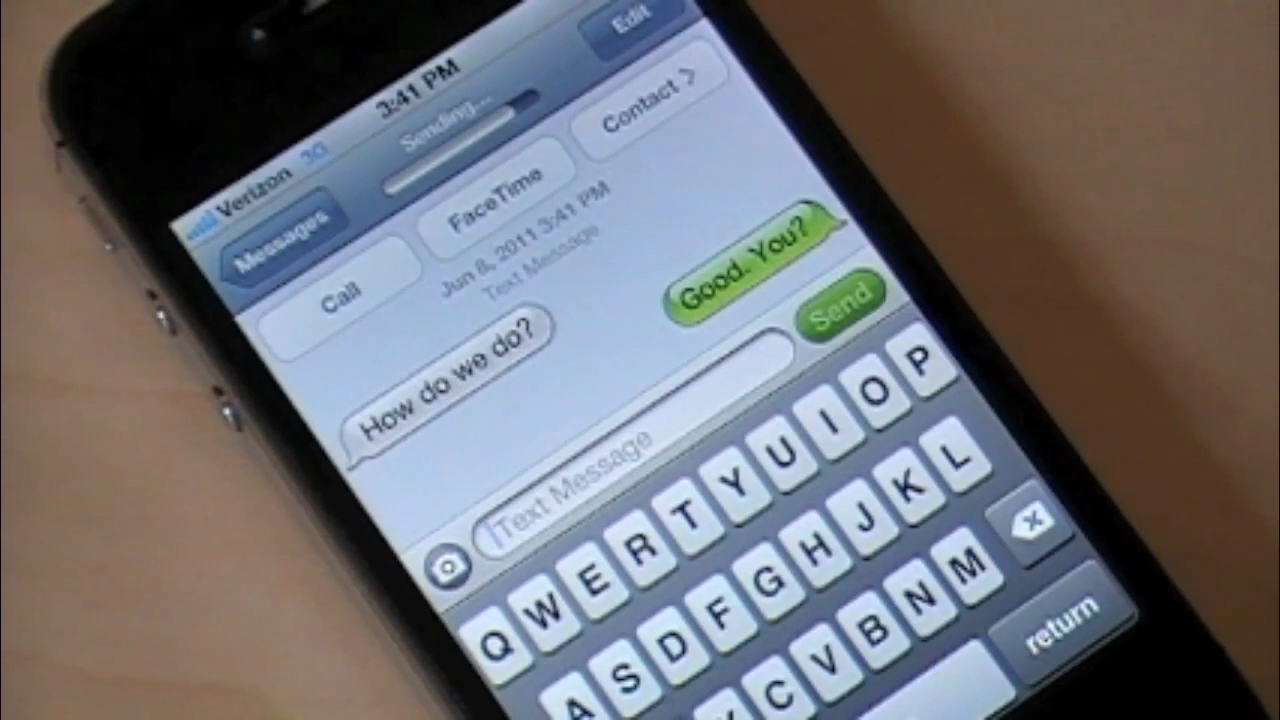 Verizon 3G 3:41 PM
Messages Sending... Edit
Call FaceTime Contact
Jun 8, 2011 3:41 PM
Text Message
Good. You?
How do we do?
Text Message Send
Q W E R T Y U I O P
A S D F G H J K L
X C V B N M
return